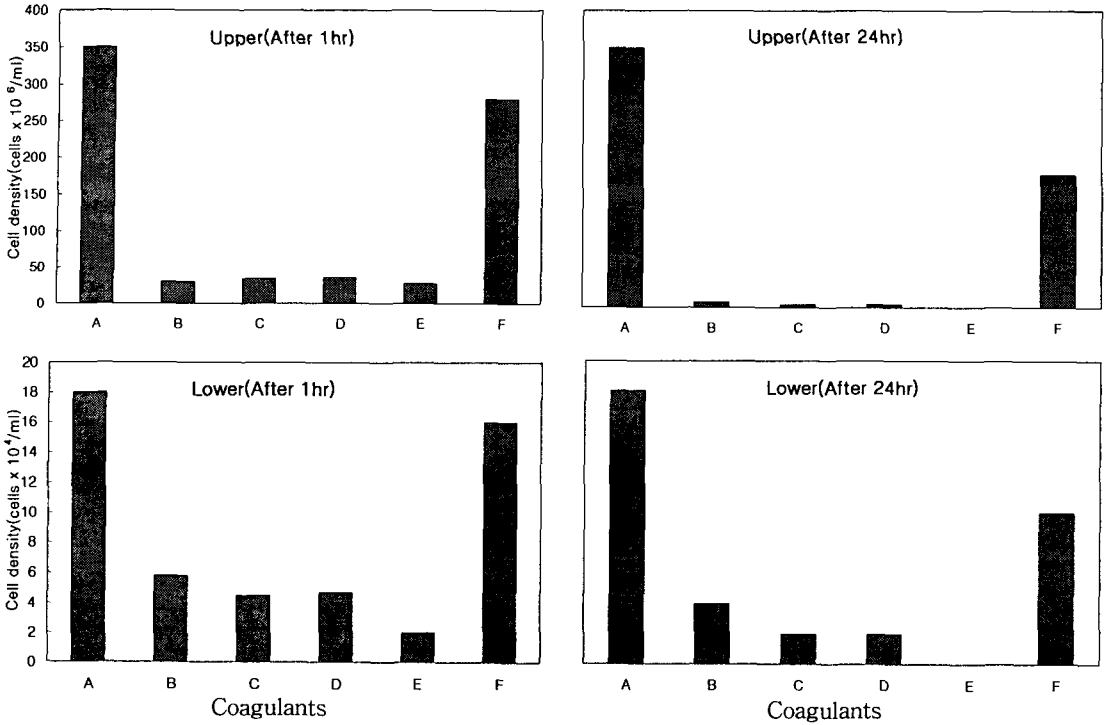 Upper(After 1hr)
Cell density(cells x 10⁶/ml)
400
350
300
250
200
150
100
50
0
A B C D E F
Upper(After 24hr)
A B C D E F
Lower(After 1hr)
Cell density(cells x 10⁴/ml)
20
18
16
14
12
10
8
6
4
2
0
A B C D E F
Coagulants
Lower(After 24hr)
A B C D E F
Coagulants